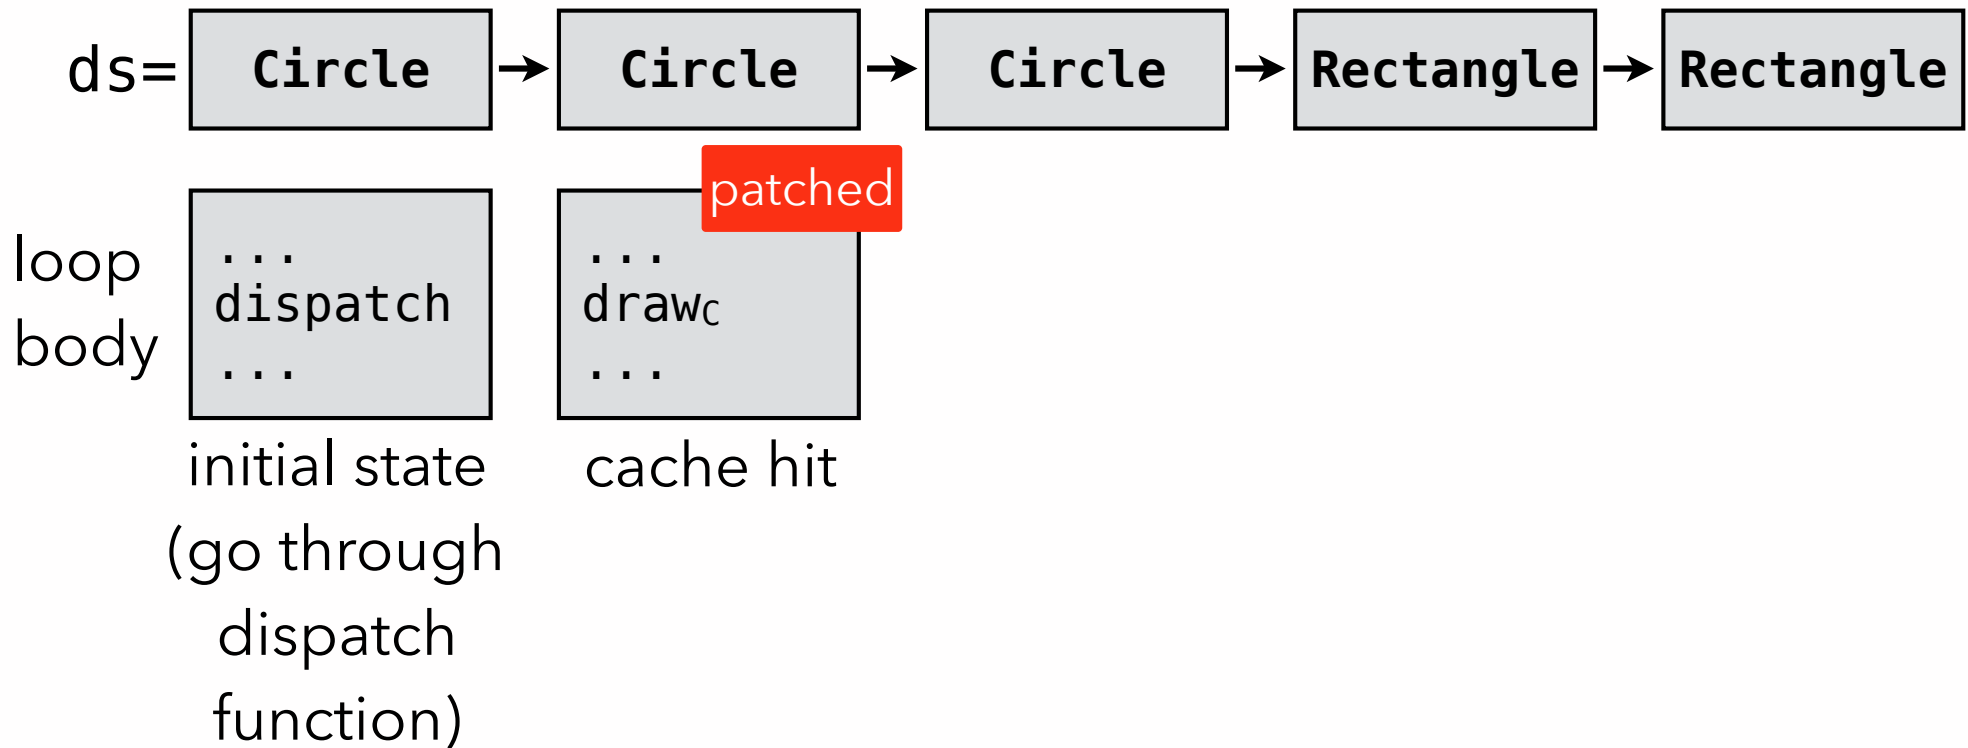 ds= Circle Circle Circle Rectangle Rectangle
patched
loop
body
...
dispatch
...
...
drawC
...
initial state
(go through
dispatch
function)
cache hit